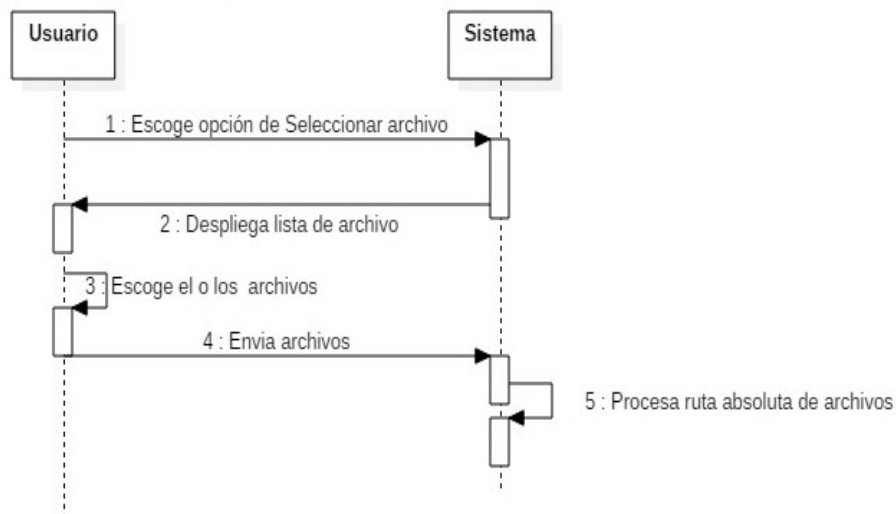 Usuario
Sistema
1 : Escoge opción de Seleccionar archivo
2 : Despliega lista de archivo
3 : Escoge el o los archivos
4 : Envia archivos
5 : Procesa ruta absoluta de archivos